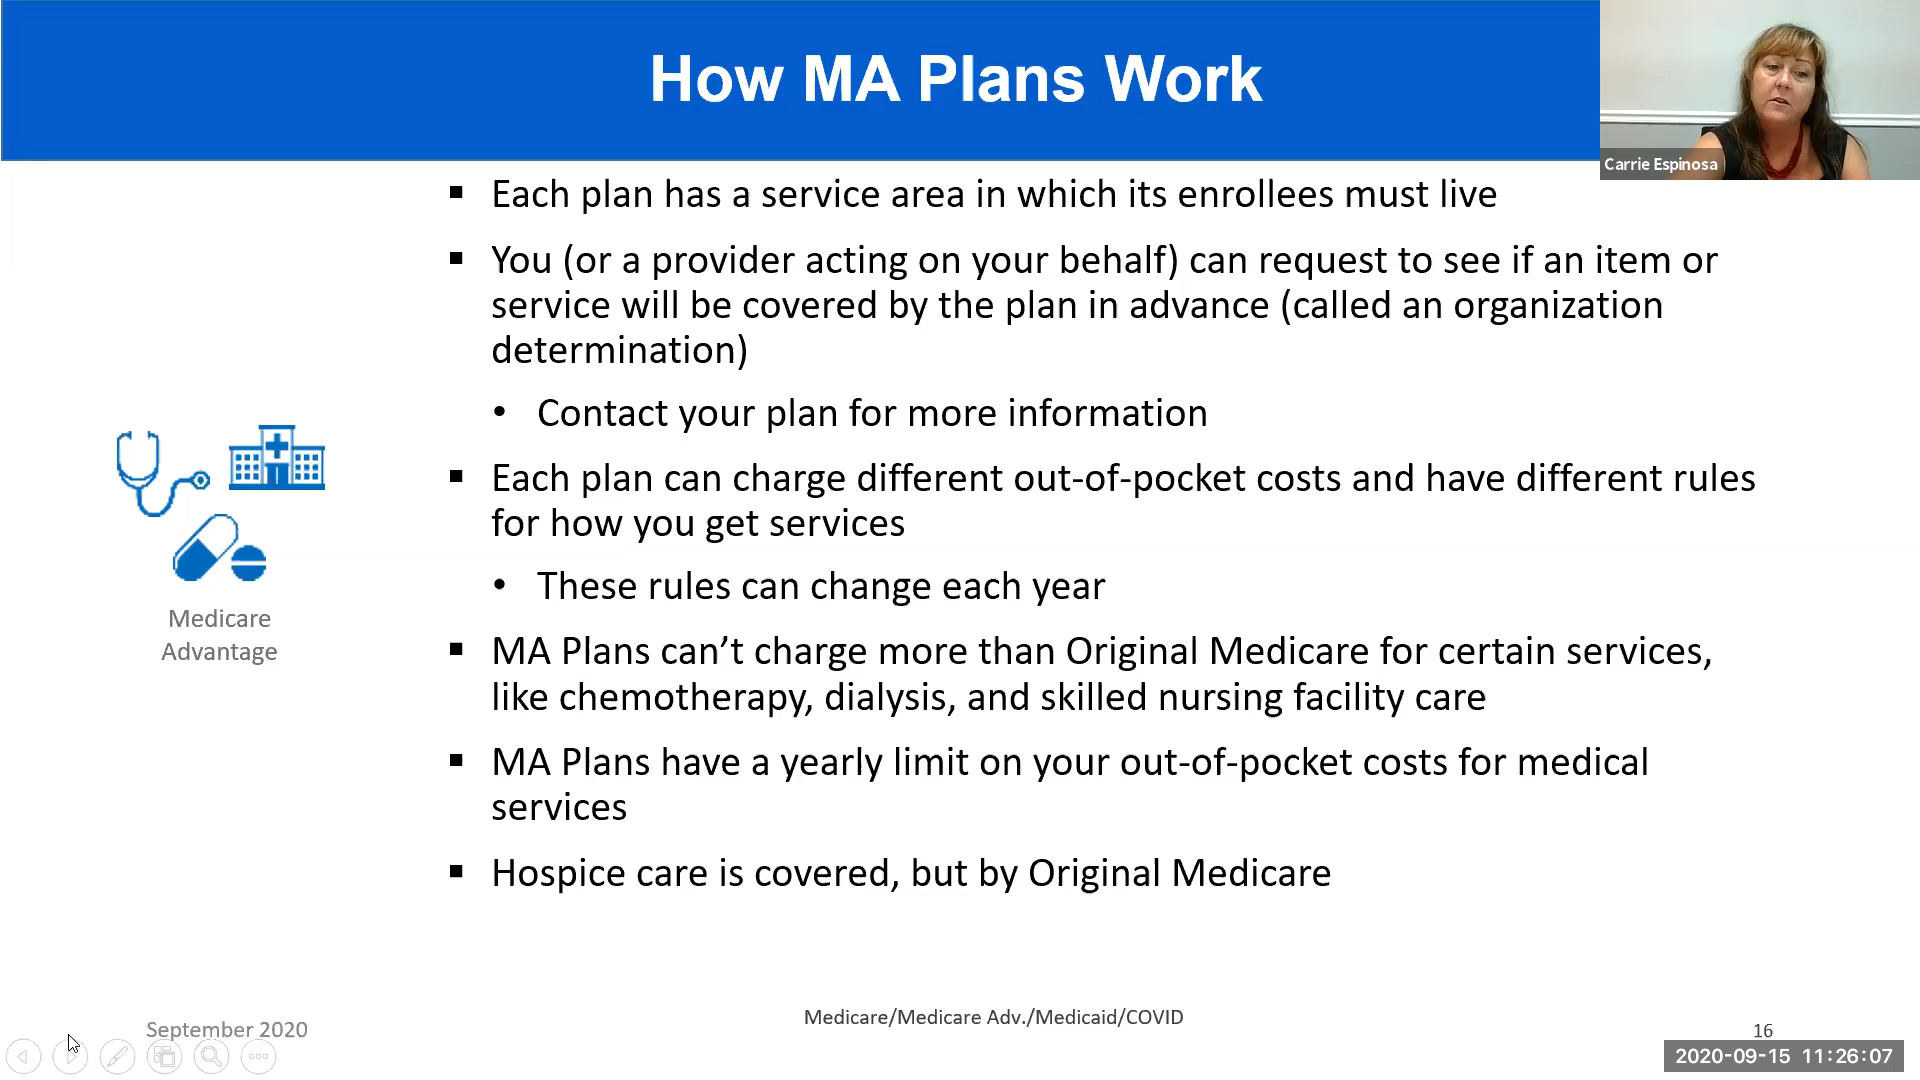 How MA Plans Work
Carrie Espinosa
▪ Each plan has a service area in which its enrollees must live
▪ You (or a provider acting on your behalf) can request to see if an item or
service will be covered by the plan in advance (called an organization
determination)
• Contact your plan for more information
▪ Each plan can charge different out-of-pocket costs and have different rules
for how you get services
• These rules can change each year
▪ MA Plans can’t charge more than Original Medicare for certain services,
like chemotherapy, dialysis, and skilled nursing facility care
▪ MA Plans have a yearly limit on your out-of-pocket costs for medical
services
▪ Hospice care is covered, but by Original Medicare
Medicare
Advantage
September 2020
Medicare/Medicare Adv./Medicaid/COVID
16
2020-09-15 11:26:07